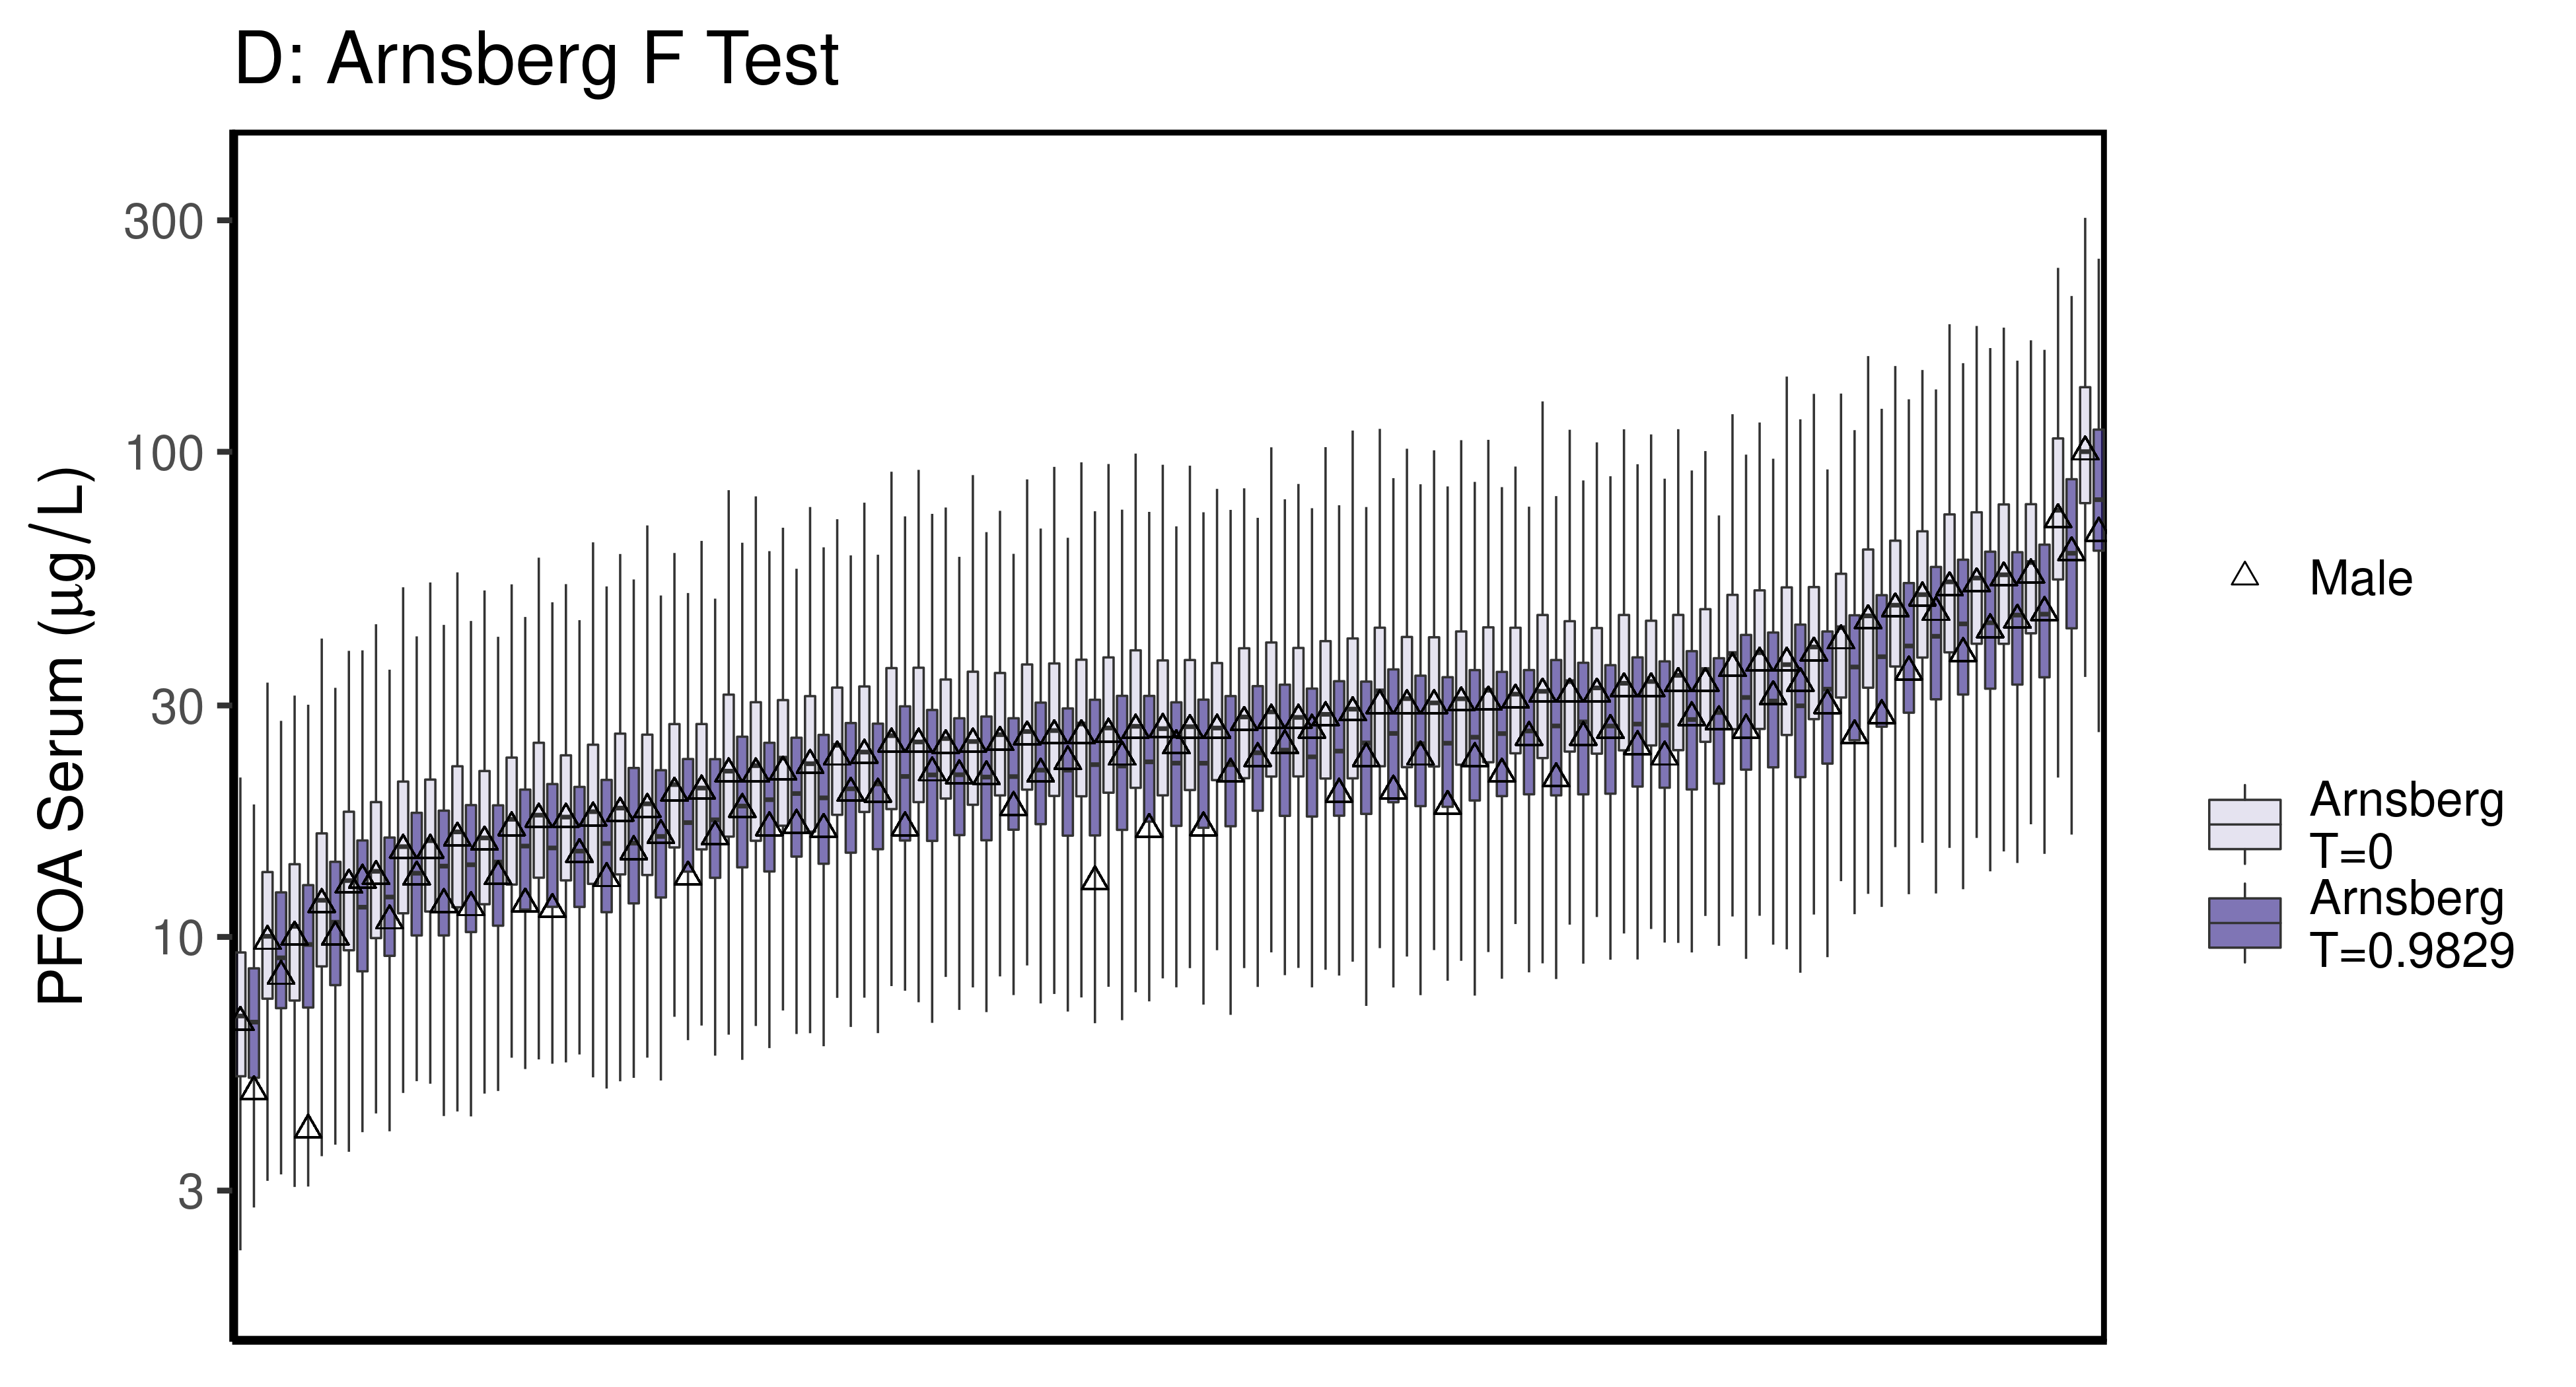 D: Arnsberg F Test
300
100
30
10
3
PFOA Serum (µg/L)
Male
Arnsberg
T=0
Arnsberg
T=0.9829